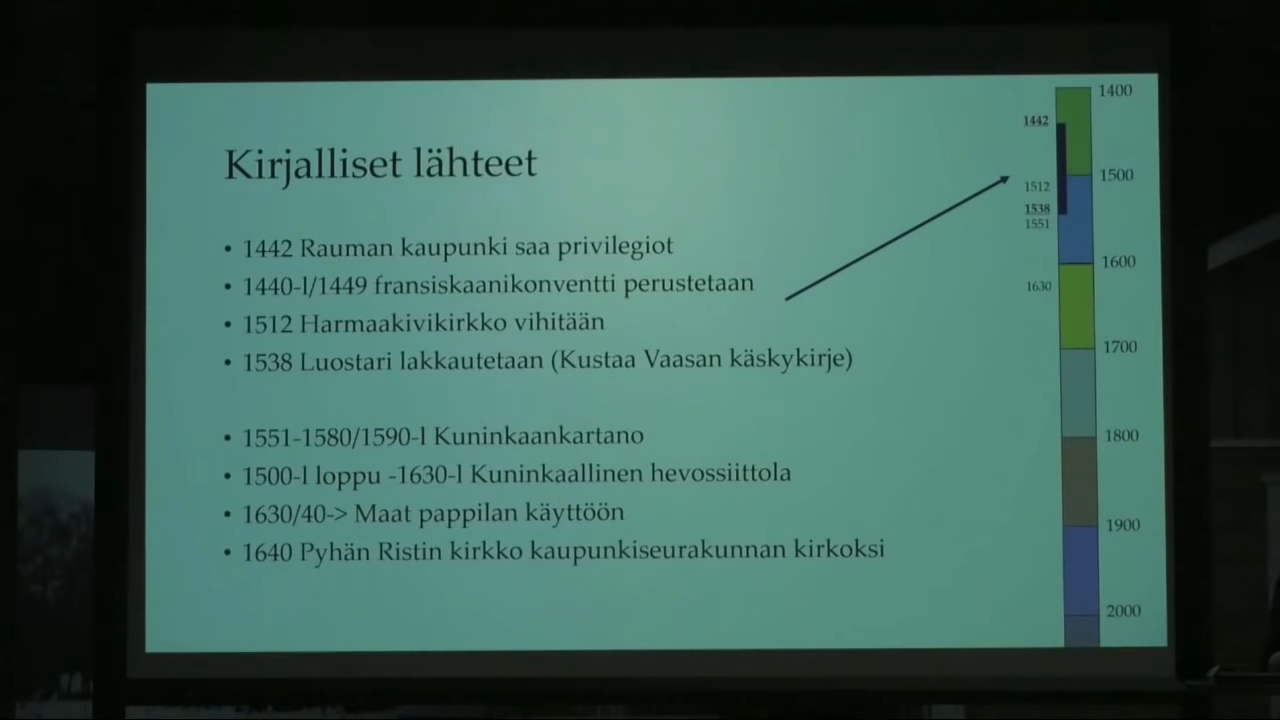 Kirjalliset lähteet
• 1442 Rauman kaupunki saa privilegiot
• 1440-l/1449 fransiskaanikonventti perustetaan
• 1512 Harmaakivikirkko vihitään
• 1538 Luostari lakkautetaan (Kustaa Vaasan käskykirje)
• 1551-1580/1590-l Kuninkaankartano
• 1500-l loppu -1630-l Kuninkaallinen hevossiittola
• 1630/40-> Maat pappilan käyttöön
• 1640 Pyhän Ristin kirkko kaupunkiseurakunnan kirkoksi
1400
1442
1500
1512
1538
1551
1600
1630
1700
1800
1900
2000